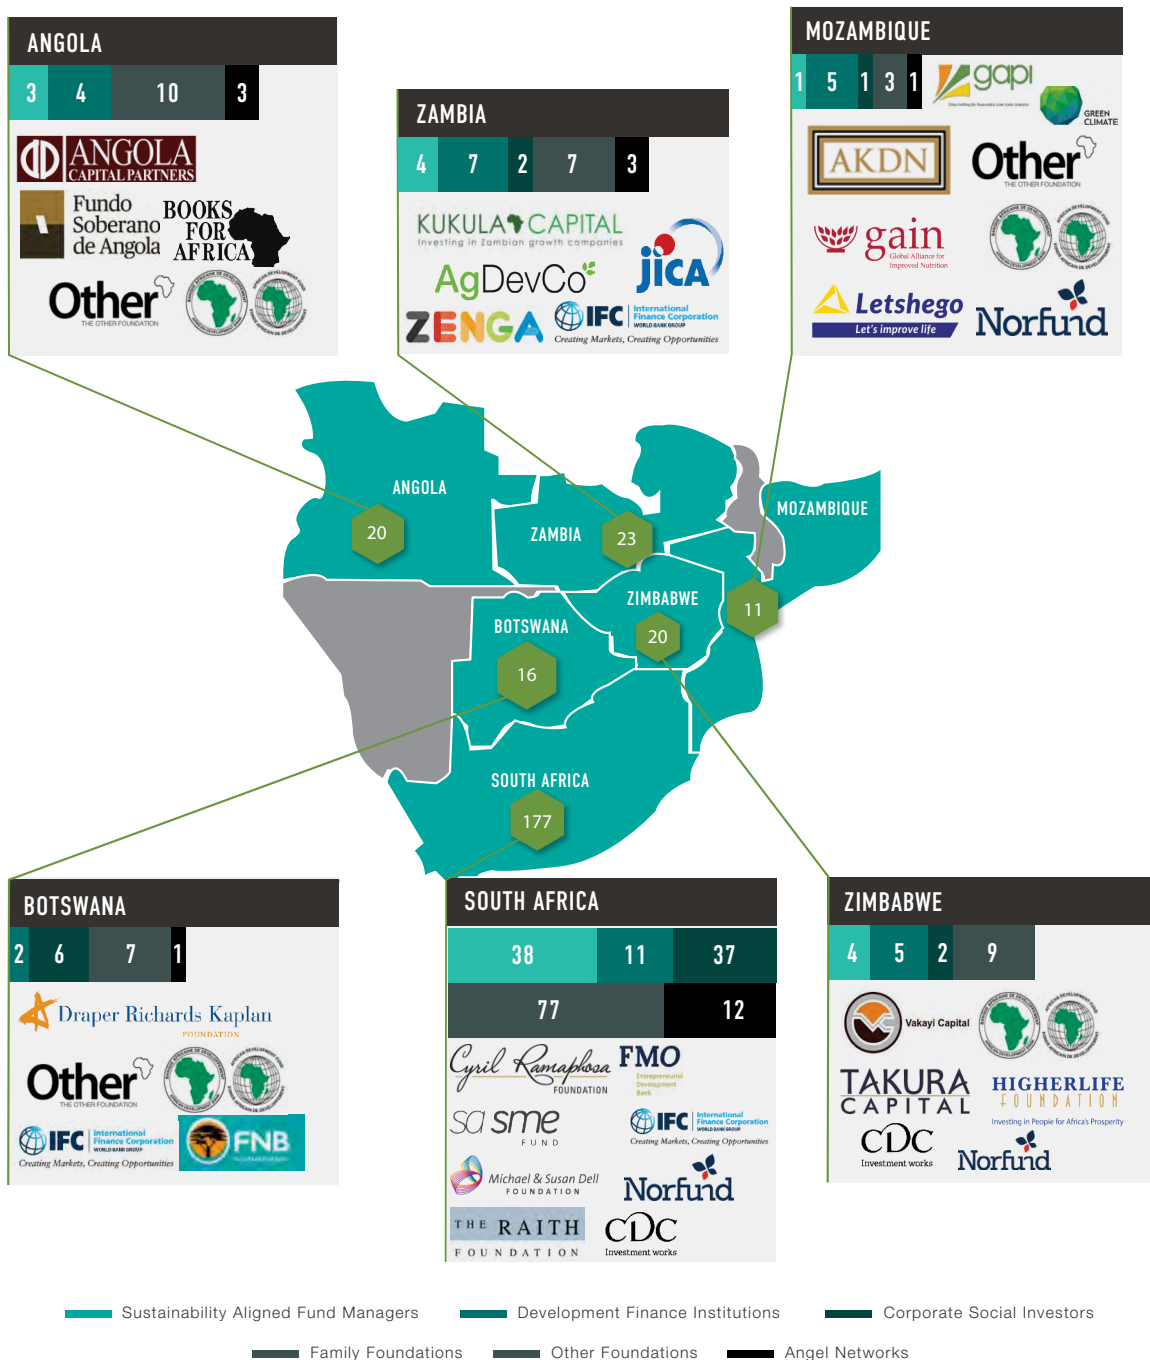 ANGOLA
3 4 10 3
ANGOLA
CAPITAL PARTNERS
Fundo
Soberano
de Angola
BOOKS
FOR
AFRICA
Other
THE OTHER FOUNDATION
ZAMBIA
4 7 2 7 3
KUKULA CAPITAL
Investing in Zambian growth companies
jICA
AgDevCo
ZENGA
IFC International
Finance Corporation
WORLD BANK GROUP
Creating Markets, Creating Opportunities
MOZAMBIQUE
1 5 1 3 1
gapi
GREEN
CLIMATE
AKDN
Other
THE OTHER FOUNDATION
gain
Global Alliance for
Improved Nutrition
Letshego
Let's improve life
Norfund
ANGOLA
20
ZAMBIA
23
MOZAMBIQUE
11
ZIMBABWE
20
BOTSWANA
16
SOUTH AFRICA
177
BOTSWANA
2 6 7 1
Draper Richards Kaplan
FOUNDATION
Other
THE OTHER FOUNDATION
IFC International
Finance Corporation
WORLD BANK GROUP
Creating Markets, Creating Opportunities
FNB
SOUTH AFRICA
38 11 37
77 12
Cyril Ramaphosa
FOUNDATION
FMO
Entrepreneurial
Development
Bank
sa sme
FUND
IFC International
Finance Corporation
WORLD BANK GROUP
Creating Markets, Creating Opportunities
Michael & Susan Dell
FOUNDATION
Norfund
THE RAITH
FOUNDATION
CDC
Investment works
ZIMBABWE
4 5 2 9
Vakayi Capital
BANQUE AFRICAINE DE DEVELOPPEMENT
AFRICAN DEVELOPMENT FUND
TAKURA
CAPITAL
HIGHERLIFE
FOUNDATION
Investing in People for Africa's Prosperity
CDC
Investment works
Norfund
Sustainability Aligned Fund Managers
Development Finance Institutions
Corporate Social Investors
Family Foundations
Other Foundations
Angel Networks